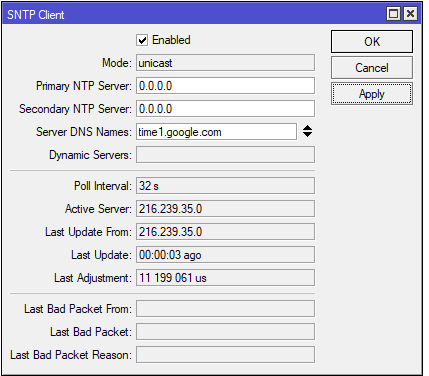 SNTP Client
Enabled
OK
Mode: unicast
Cancel
Primary NTP Server: 0.0.0.0
Apply
Secondary NTP Server: 0.0.0.0
Server DNS Names: time1.google.com
Dynamic Servers:
Poll Interval: 32 s
Active Server: 216.239.35.0
Last Update From: 216.239.35.0
Last Update: 00:00:03 ago
Last Adjustment: 11 199 061 us
Last Bad Packet From:
Last Bad Packet:
Last Bad Packet Reason: